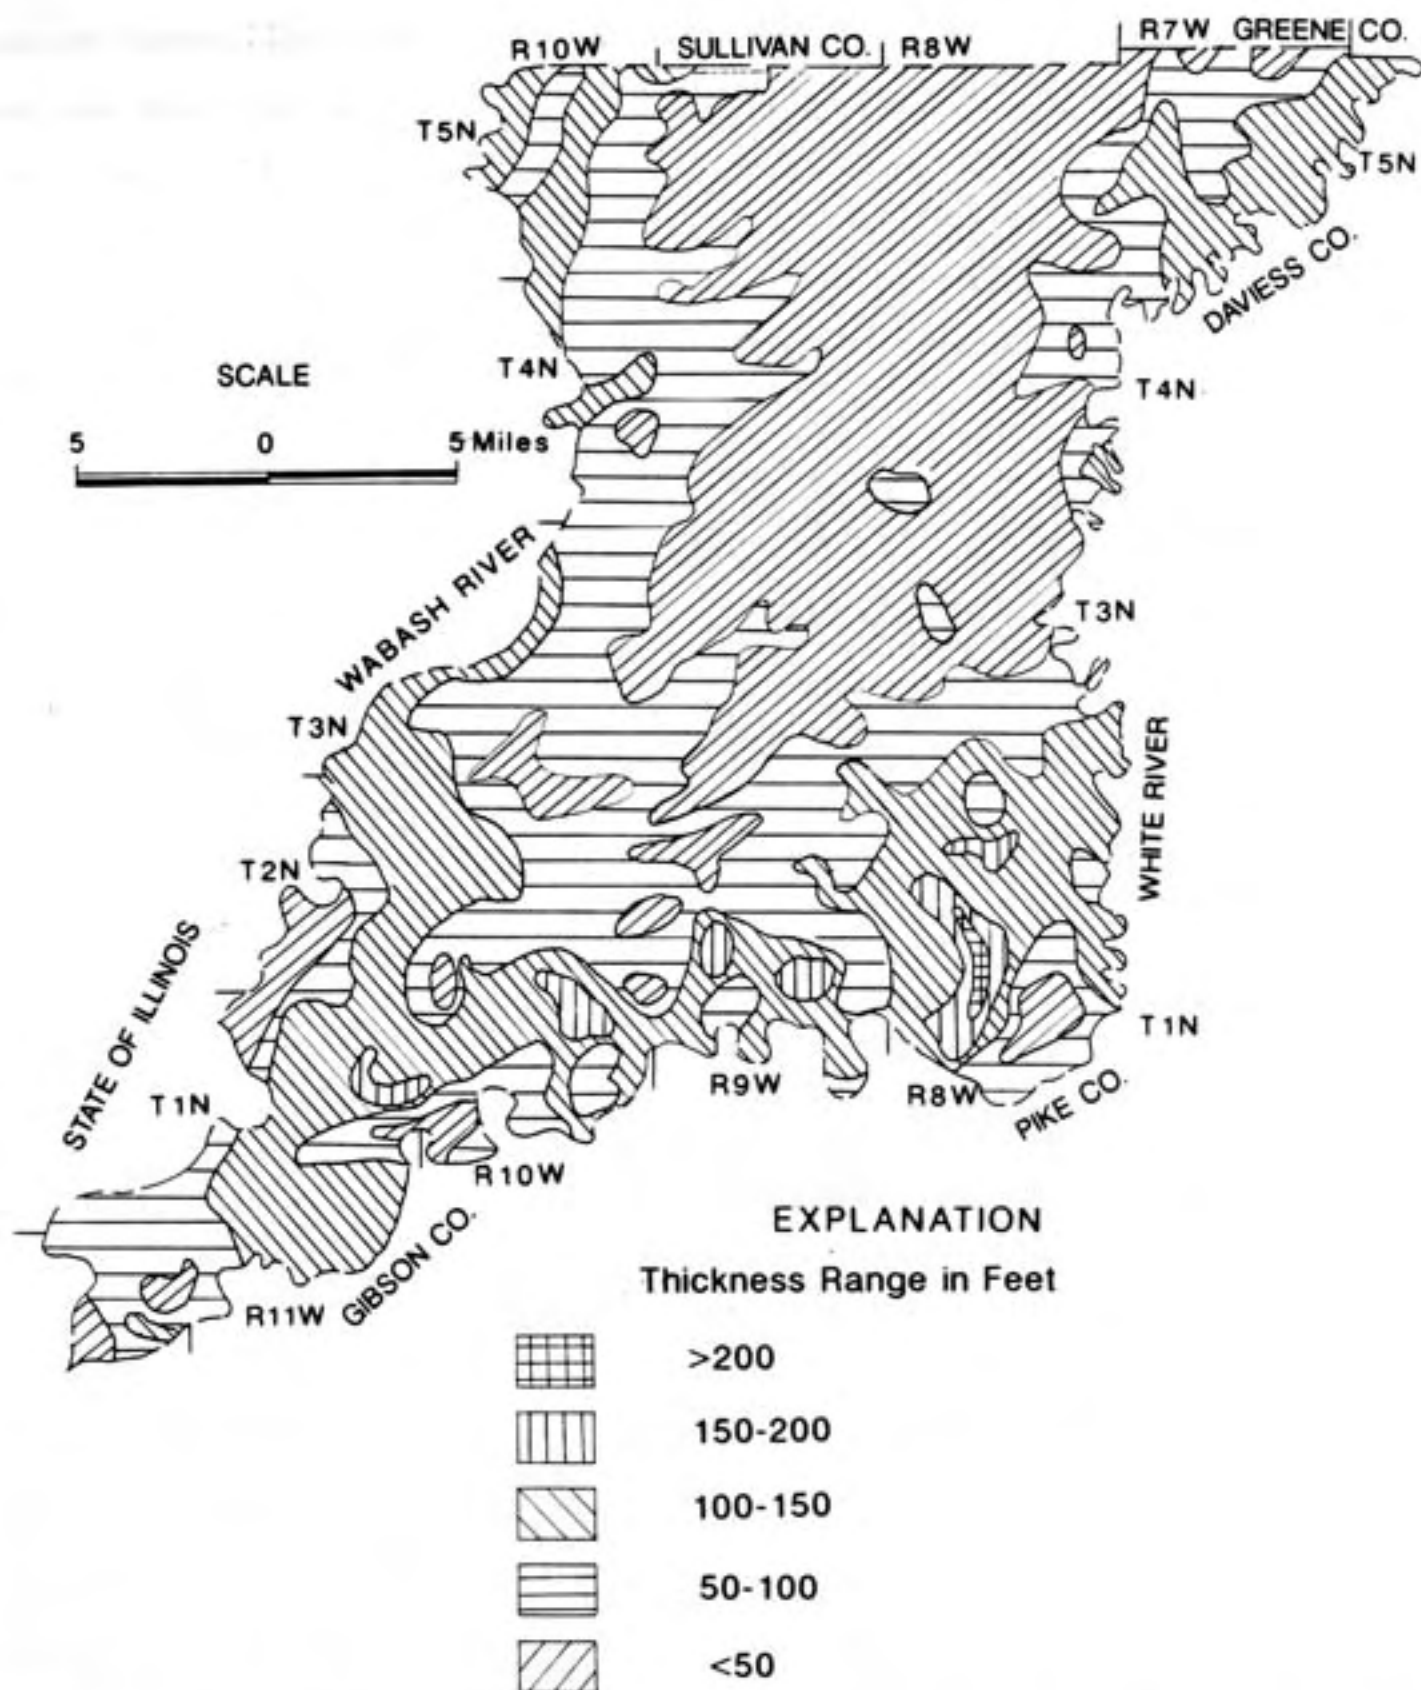 R10W SULLIVAN CO. R8W R7W GREENE CO.
T5N
T5N
DAVIESS CO.
SCALE
T4N
T4N
5 0 5 Miles
WABASH RIVER
T3N
T3N
WHITE RIVER
T2N
STATE OF ILLINOIS
T1N
R9W
R8W
T1N
PIKE CO.
R10W
GIBSON CO.
R11W
EXPLANATION
Thickness Range in Feet
>200
150-200
100-150
50-100
<50